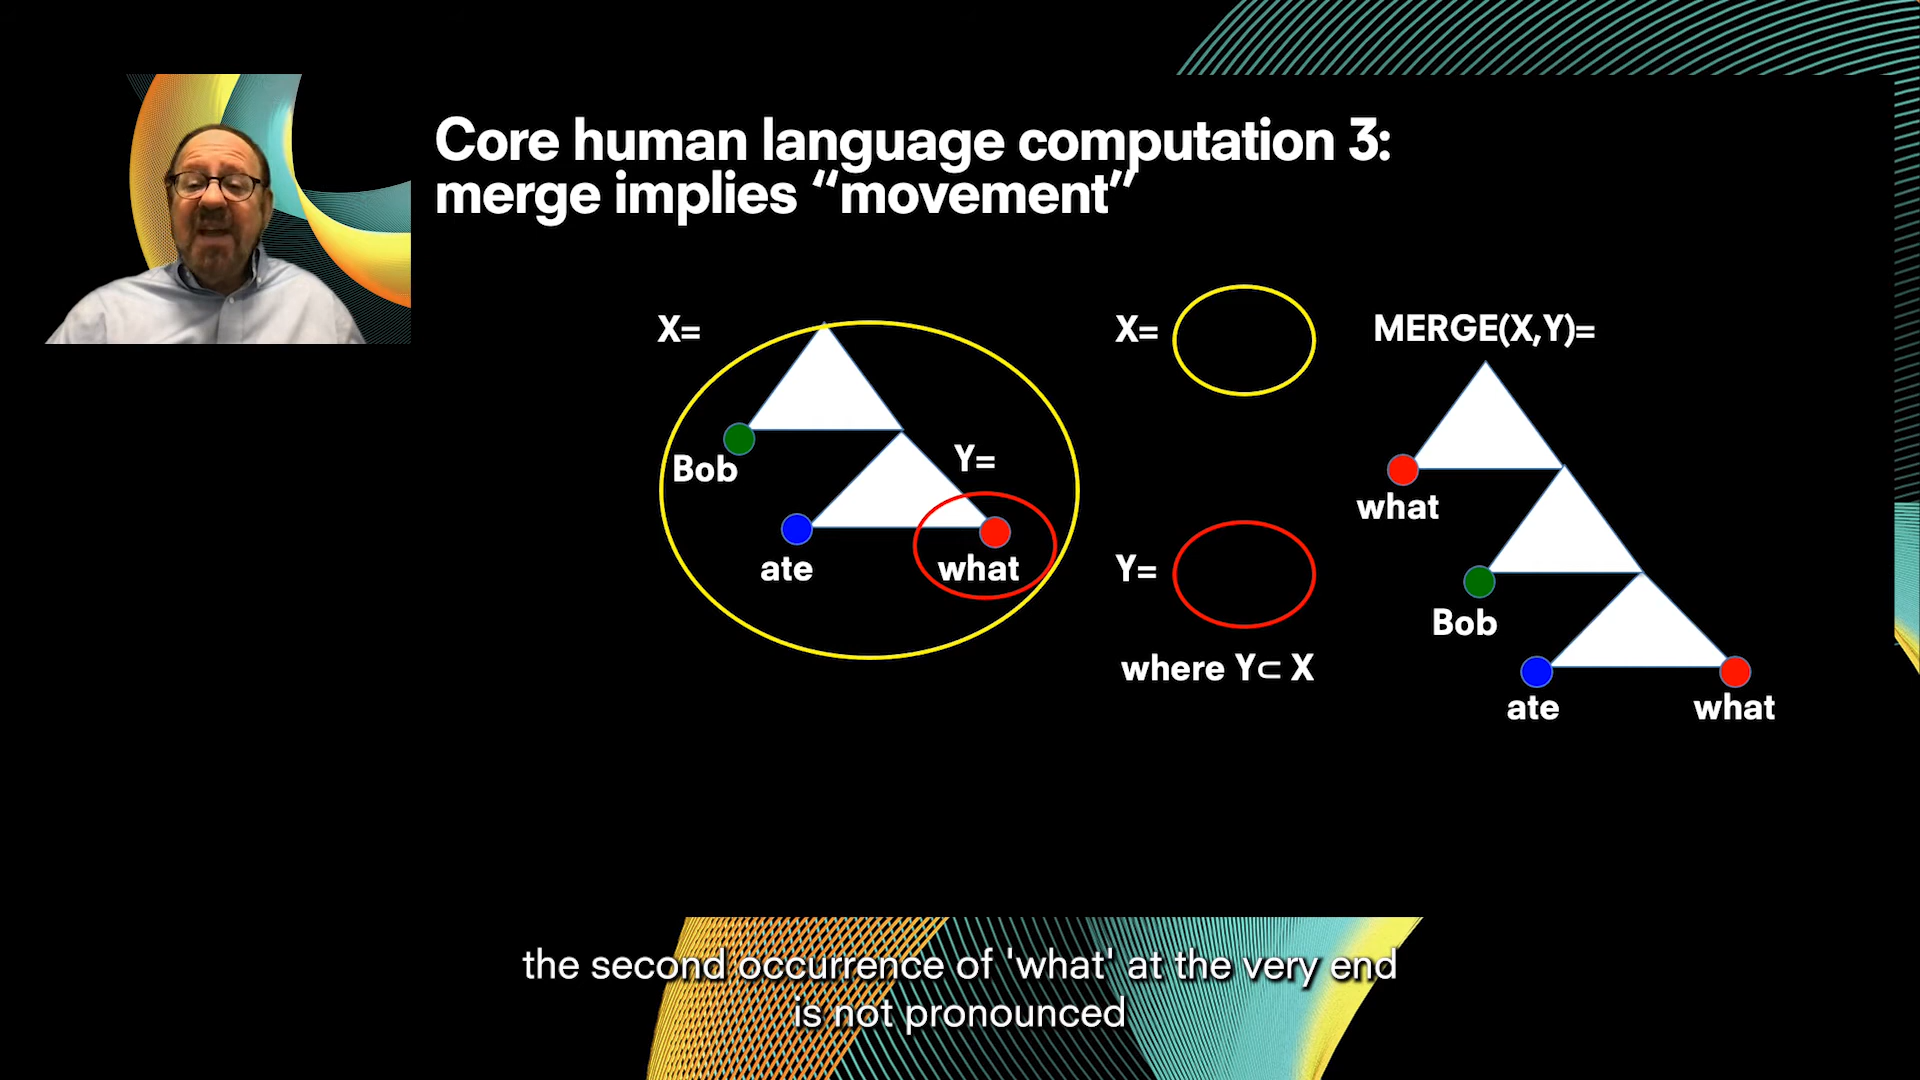 Core human language computation 3:
merge implies “movement”
X=
Bob
Y=
ate
what
X=
Y=
where Y⊂ X
MERGE(X,Y)=
what
Bob
ate
what
the second occurrence of 'what' at the very end
is not pronounced